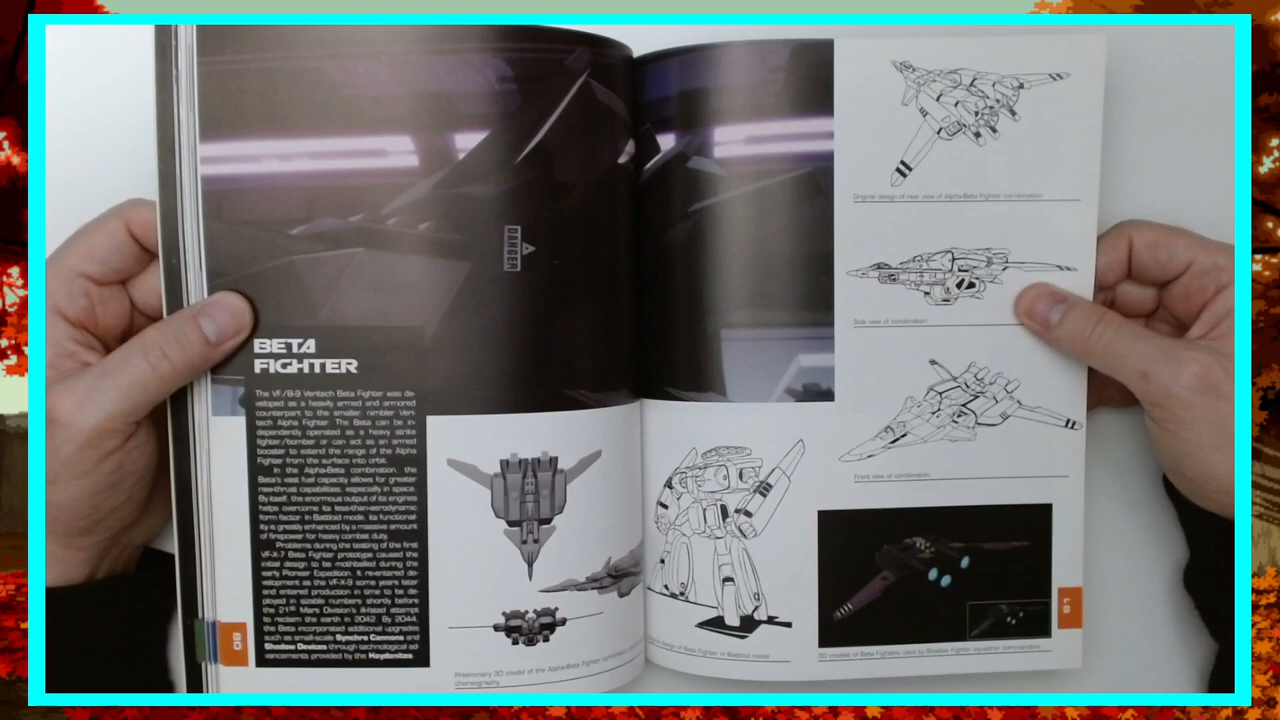 DANGER
BETA
FIGHTER
The VF/B-9 Veritech Beta Fighter was de-
veloped as a heavily armed and armored
counterpart to the smaller, nimbler Veri-
tech Alpha Fighter. The Beta can be in-
dependently operated as a heavy strike
fighter/bomber or can act as an armed
booster to extend the range of the Alpha
Fighter from the surface into orbit.
In the Alpha-Beta combination, the
Beta's vast fuel capacity allows for greater
raw-thrust capabilities, especially in space.
By itself, the enormous output of its engines
helps overcome its less-than-aerodynamic
form factor. In Battloid mode, its functional-
ity is greatly enhanced by a massive amount
of firepower for heavy combat duty.
Problems during the testing of the first
VF-X-7 Beta Fighter prototype caused the
initial design to be mothballed during the
early Pioneer Expedition. It re-entered de-
velopment as the VF-X-9 some years later
and entered production in time to be de-
ployed in sizable numbers shortly before
the 21st Mars Division's ill-fated attempt
to reclaim the earth in 2042. By 2044,
the Beta incorporated additional upgrades
such as small-scale Synchro Cannons and
Shadow Devices through technological ad-
vancements provided by the Haydonites.
80
Preliminary 3D model of the Alpha-Beta Fighter combination
choreography.
design of Beta Fighter in Battloid mode.
Original design of rear view of Alpha-Beta Fighter combination.
Side view of combination.
Front view of combination.
3D models of Beta Fighters used by Shadow Fighter squadron commanders.
81